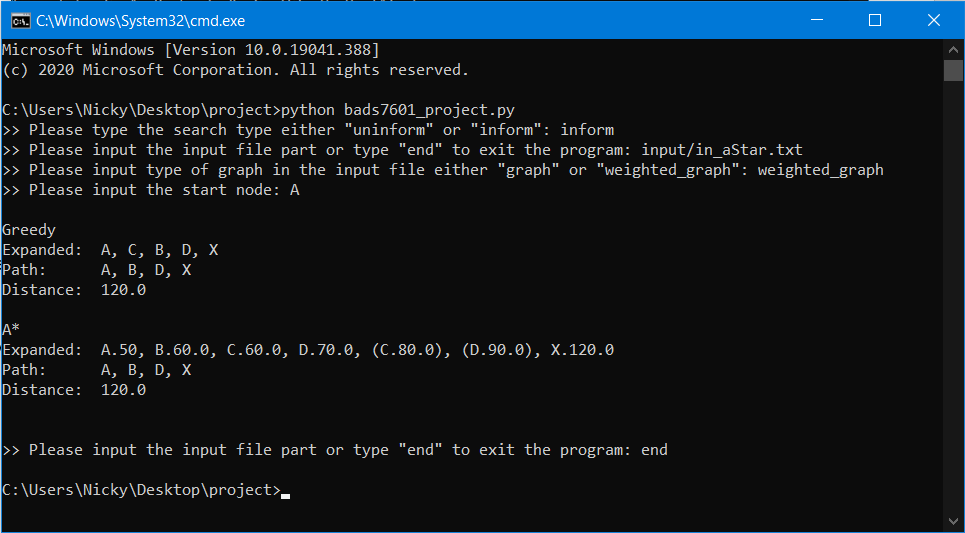 C:\Windows\System32\cmd.exe
Microsoft Windows [Version 10.0.19041.388]
(c) 2020 Microsoft Corporation. All rights reserved.
C:\Users\Nicky\Desktop\project>python bads7601_project.py
>> Please type the search type either "uninform" or "inform": inform
>> Please input the input file part or type "end" to exit the program: input/in_aStar.txt
>> Please input type of graph in the input file either "graph" or "weighted_graph": weighted_graph
>> Please input the start node: A
Greedy
Expanded:  A, C, B, D, X
Path:      A, B, D, X
Distance:  120.0
A*
Expanded:  A.50, B.60.0, C.60.0, D.70.0, (C.80.0), (D.90.0), X.120.0
Path:      A, B, D, X
Distance:  120.0
>> Please input the input file part or type "end" to exit the program: end
C:\Users\Nicky\Desktop\project>